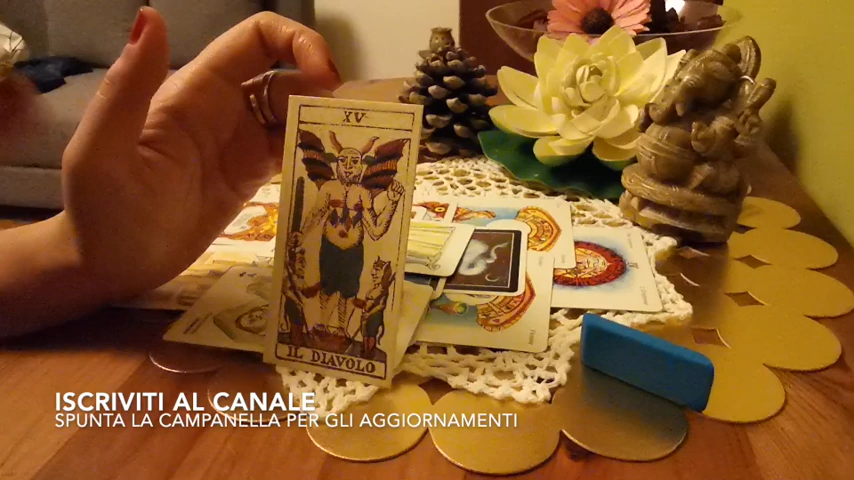 XV
IL DIAVOLO
ISCRIVITI AL CANALE
SPUNTA LA CAMPANELLA PER GLI AGGIORNAMENTI